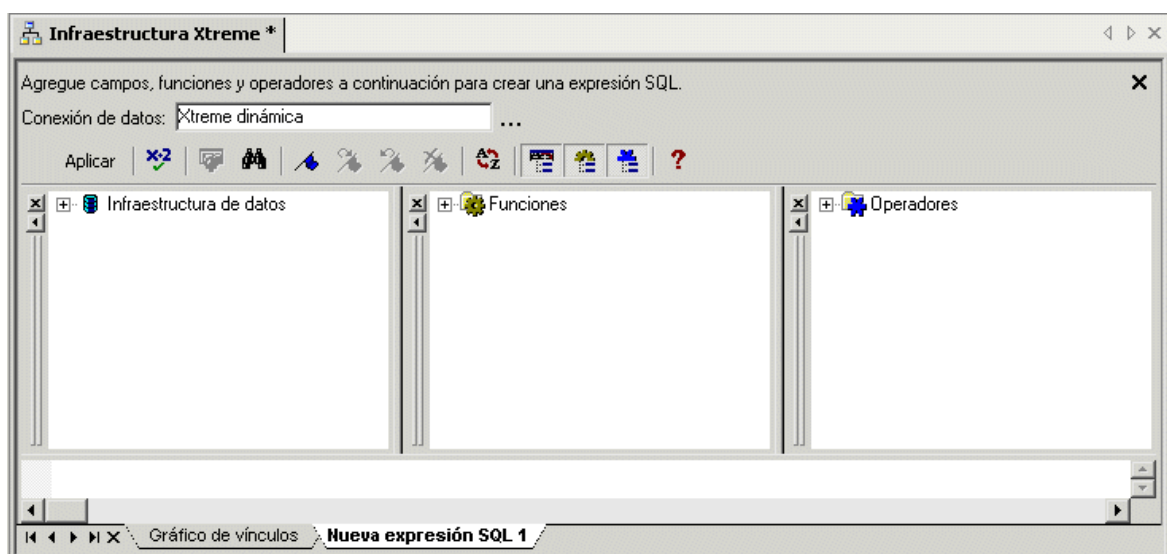 Infraestructura Xtreme *
Agregue campos, funciones y operadores a continuación para crear una expresión SQL.
Conexión de datos: Xtreme dinámica ...
Aplicar
Infraestructura de datos
Funciones
Operadores
Gráfico de vínculos
Nueva expresión SQL 1